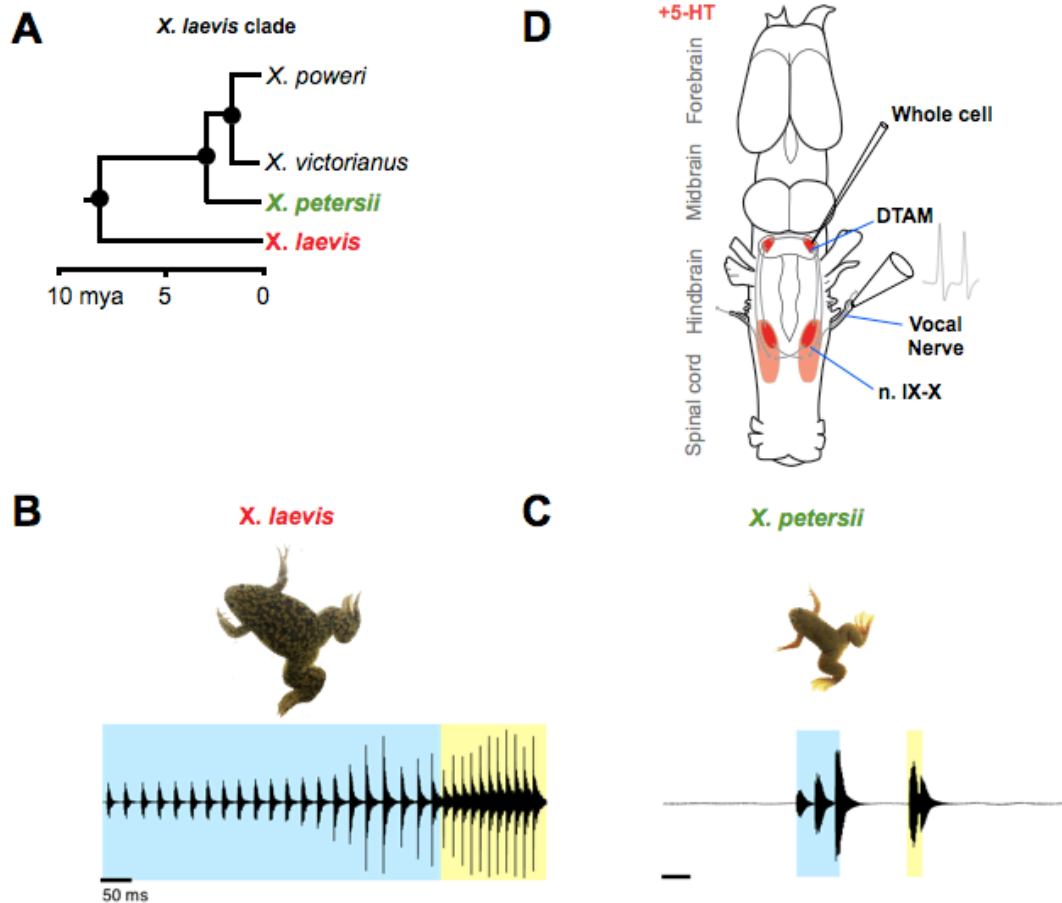 A
X. laevis clade
X. poweri
X. victorianus
X. petersii
X. laevis
10 mya 5 0
D
+5-HT
Forebrain
Midbrain
Hindbrain
Spinal cord
Whole cell
DTAM
Vocal
Nerve
n. IX-X
B
X. laevis
50 ms
C
X. petersii